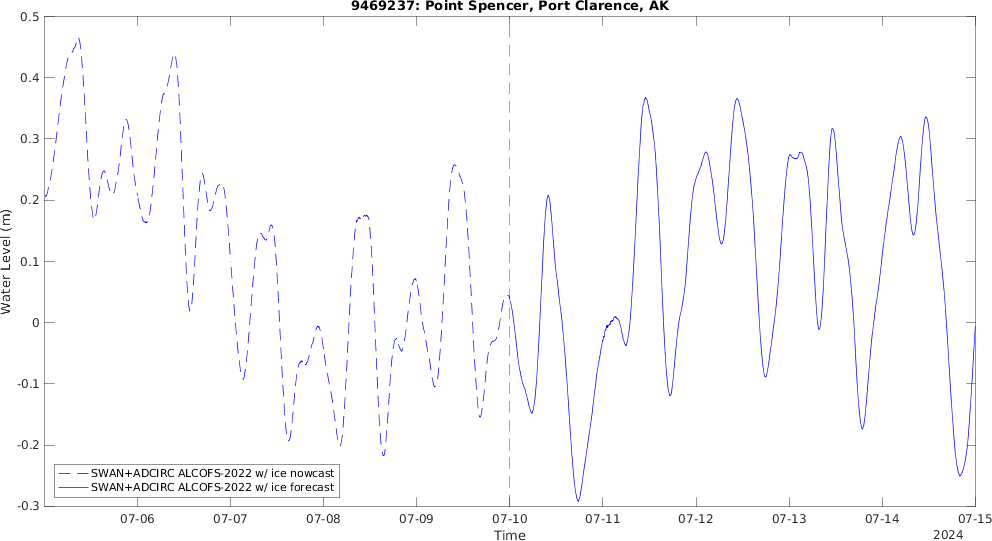 9469237: Point Spencer, Port Clarence, AK
0.5
0.4
0.3
0.2
0.1
0
-0.1
-0.2
-0.3
Water Level (m)
SWAN+ADCIRC ALCOFS-2022 w/ ice nowcast
SWAN+ADCIRC ALCOFS-2022 w/ ice forecast
07-06 07-07 07-08 07-09 07-10 07-11 07-12 07-13 07-14 07-15
Time
2024